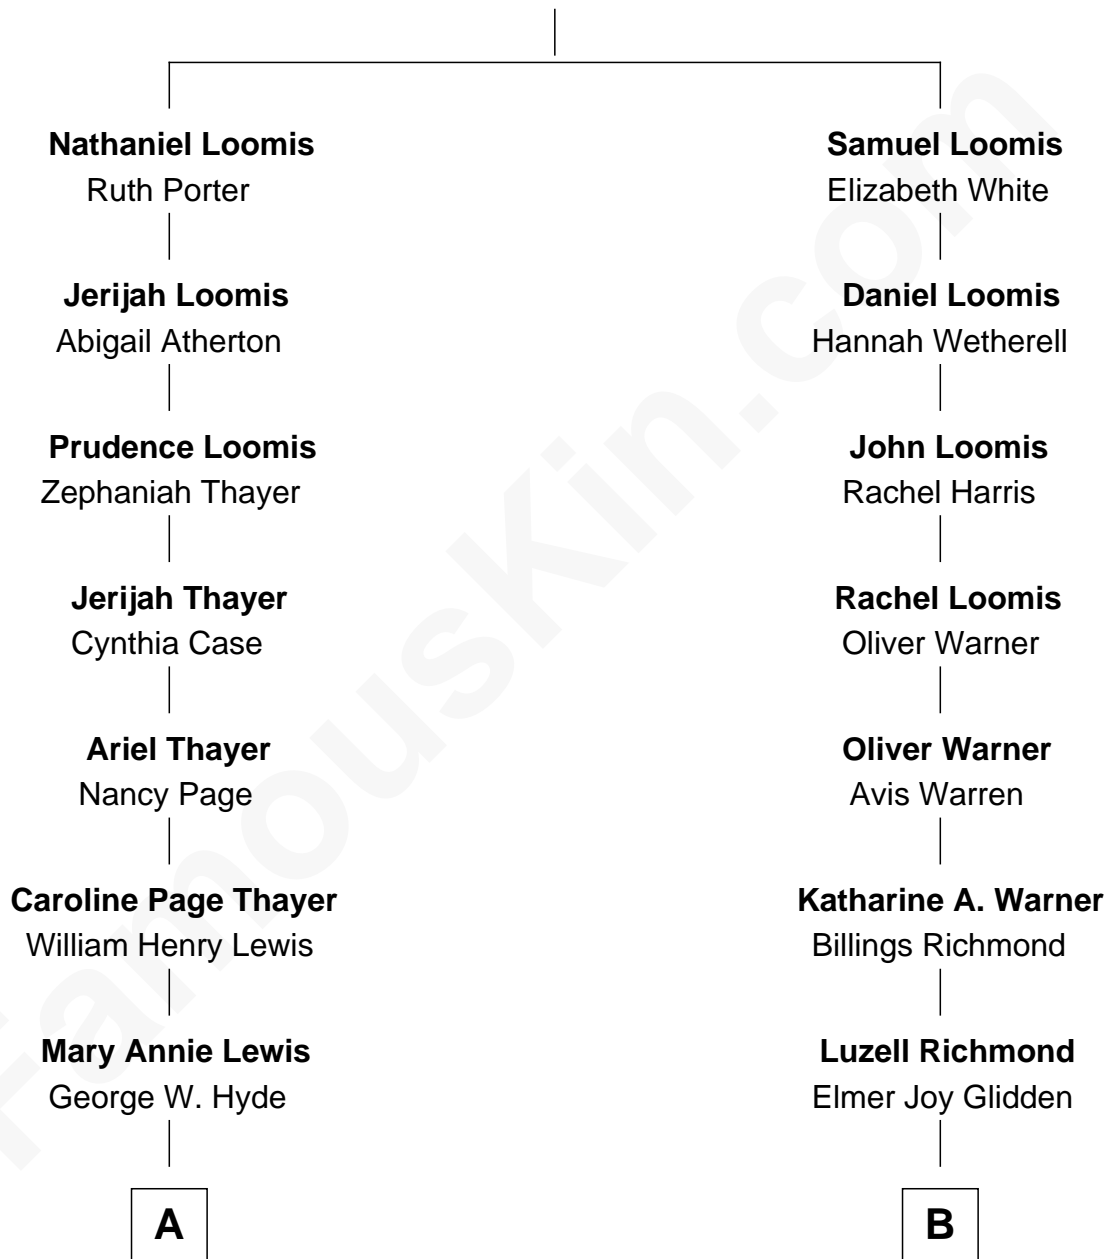 Nathaniel Loomis
Ruth Porter
Samuel Loomis
Elizabeth White
Jerijah Loomis
Abigail Atherton
Daniel Loomis
Hannah Wetherell
Prudence Loomis
Zephaniah Thayer
John Loomis
Rachel Harris
Jerijah Thayer
Cynthia Case
Rachel Loomis
Oliver Warner
Ariel Thayer
Nancy Page
Oliver Warner
Avis Warren
Caroline Page Thayer
William Henry Lewis
Katharine A. Warner
Billings Richmond
Mary Annie Lewis
George W. Hyde
Luzell Richmond
Elmer Joy Glidden
A
B
FamousKin.com